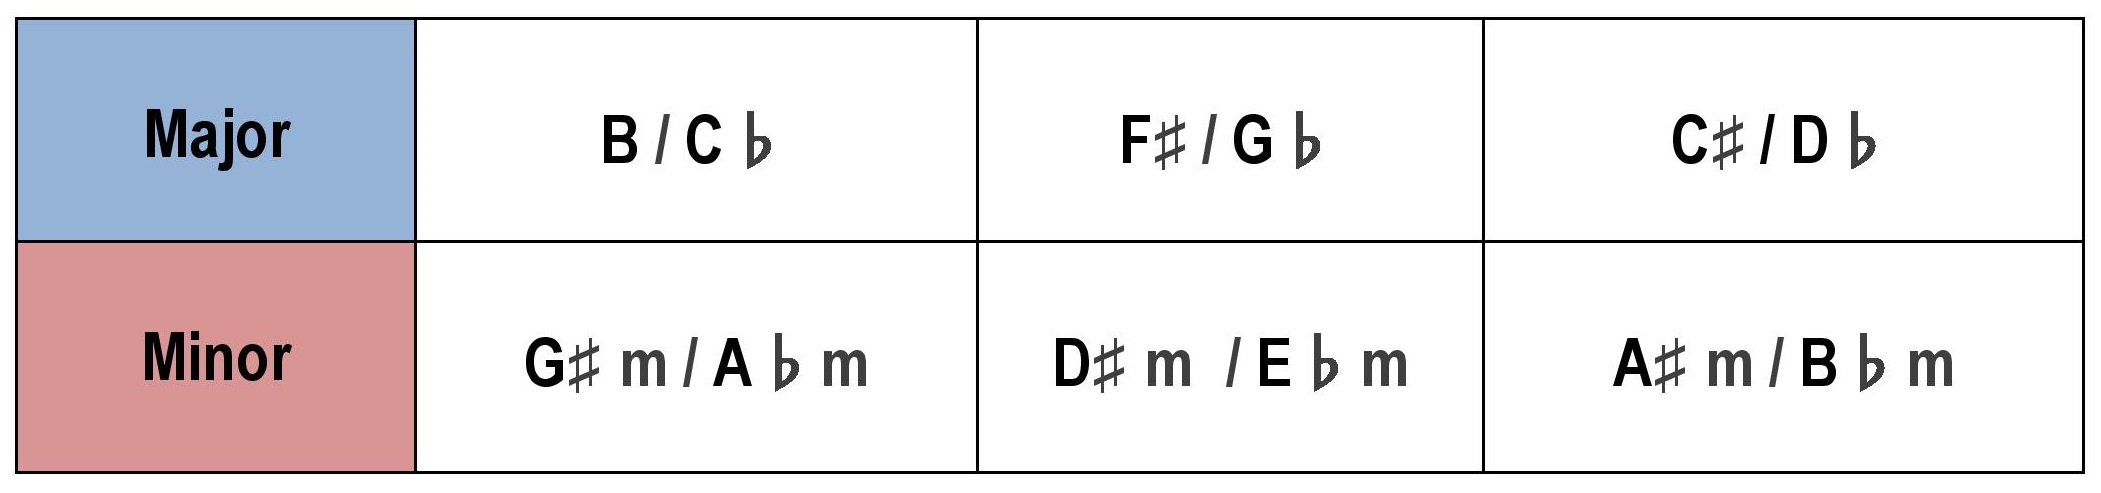 Major B / C ♭ F♯ / G ♭ C♯ / D ♭
Minor G♯ m / A ♭ m D♯ m / E ♭ m A♯ m / B ♭ m